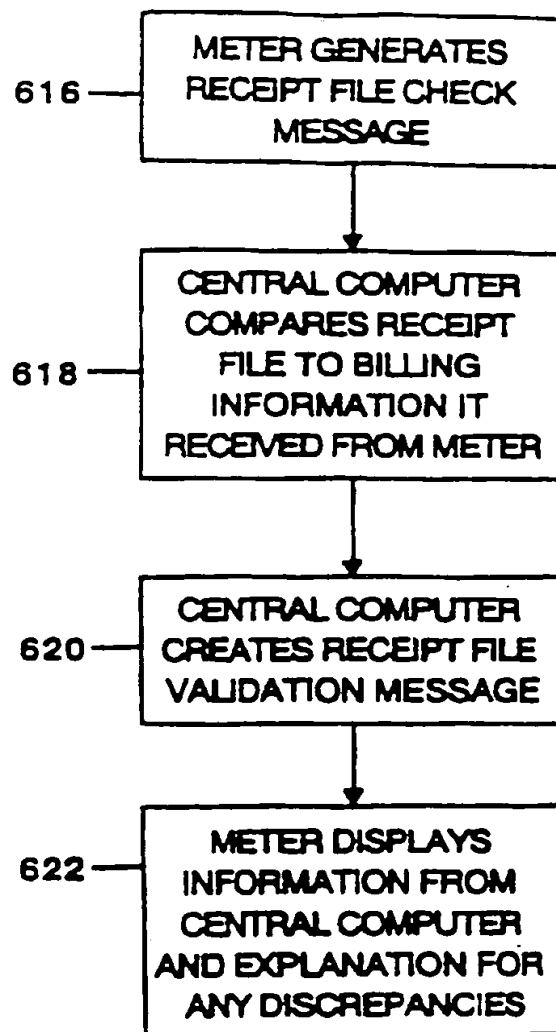 METER GENERATES
616
RECEIPT FILE CHECK
MESSAGE
CENTRAL COMPUTER
COMPARES RECEIPT
618
FILE TO BILLING
INFORMATION IT
RECEIVED FROM METER
CENTRAL COMPUTER
620
CREATES RECEIPT FILE
VALIDATION MESSAGE
METER DISPLAYS
622
INFORMATION FROM
CENTRAL COMPUTER
AND EXPLANATION FOR
ANY DISCREPANCIES